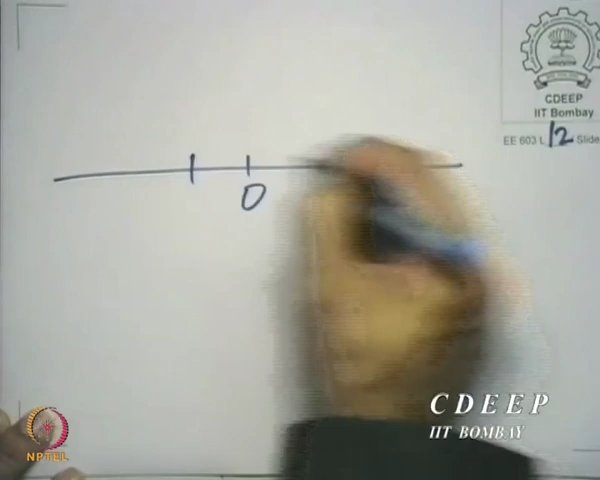 CDEEP
IIT Bombay
EE 603 L 12 Slide
0
CDEEP
IIT BOMBAY
NPTEL